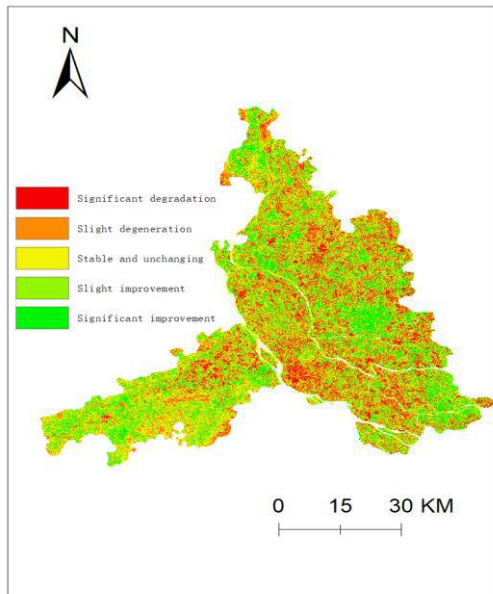 N
Significant degradation
Slight degeneration
Stable and unchanging
Slight improvement
Significant improvement
0 15 30 KM